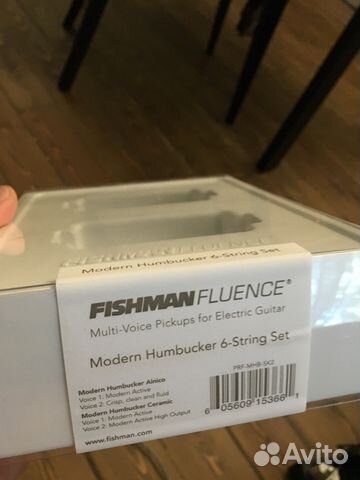 FLUENCE
Modern Humbucker 6-String Set
FISHMAN FLUENCE®
Multi-Voice Pickups for Electric Guitar
Modern Humbucker 6-String Set
Modern Humbucker Alnico
Voice 1: Modern Active
Voice 2: Crisp, clean and fluid
Modern Humbucker Ceramic
Voice 1: Modern Active
Voice 2: Modern Active High Output
www.fishman.com
PRF-MHB-SK2
6 05609 15366 1
Avito